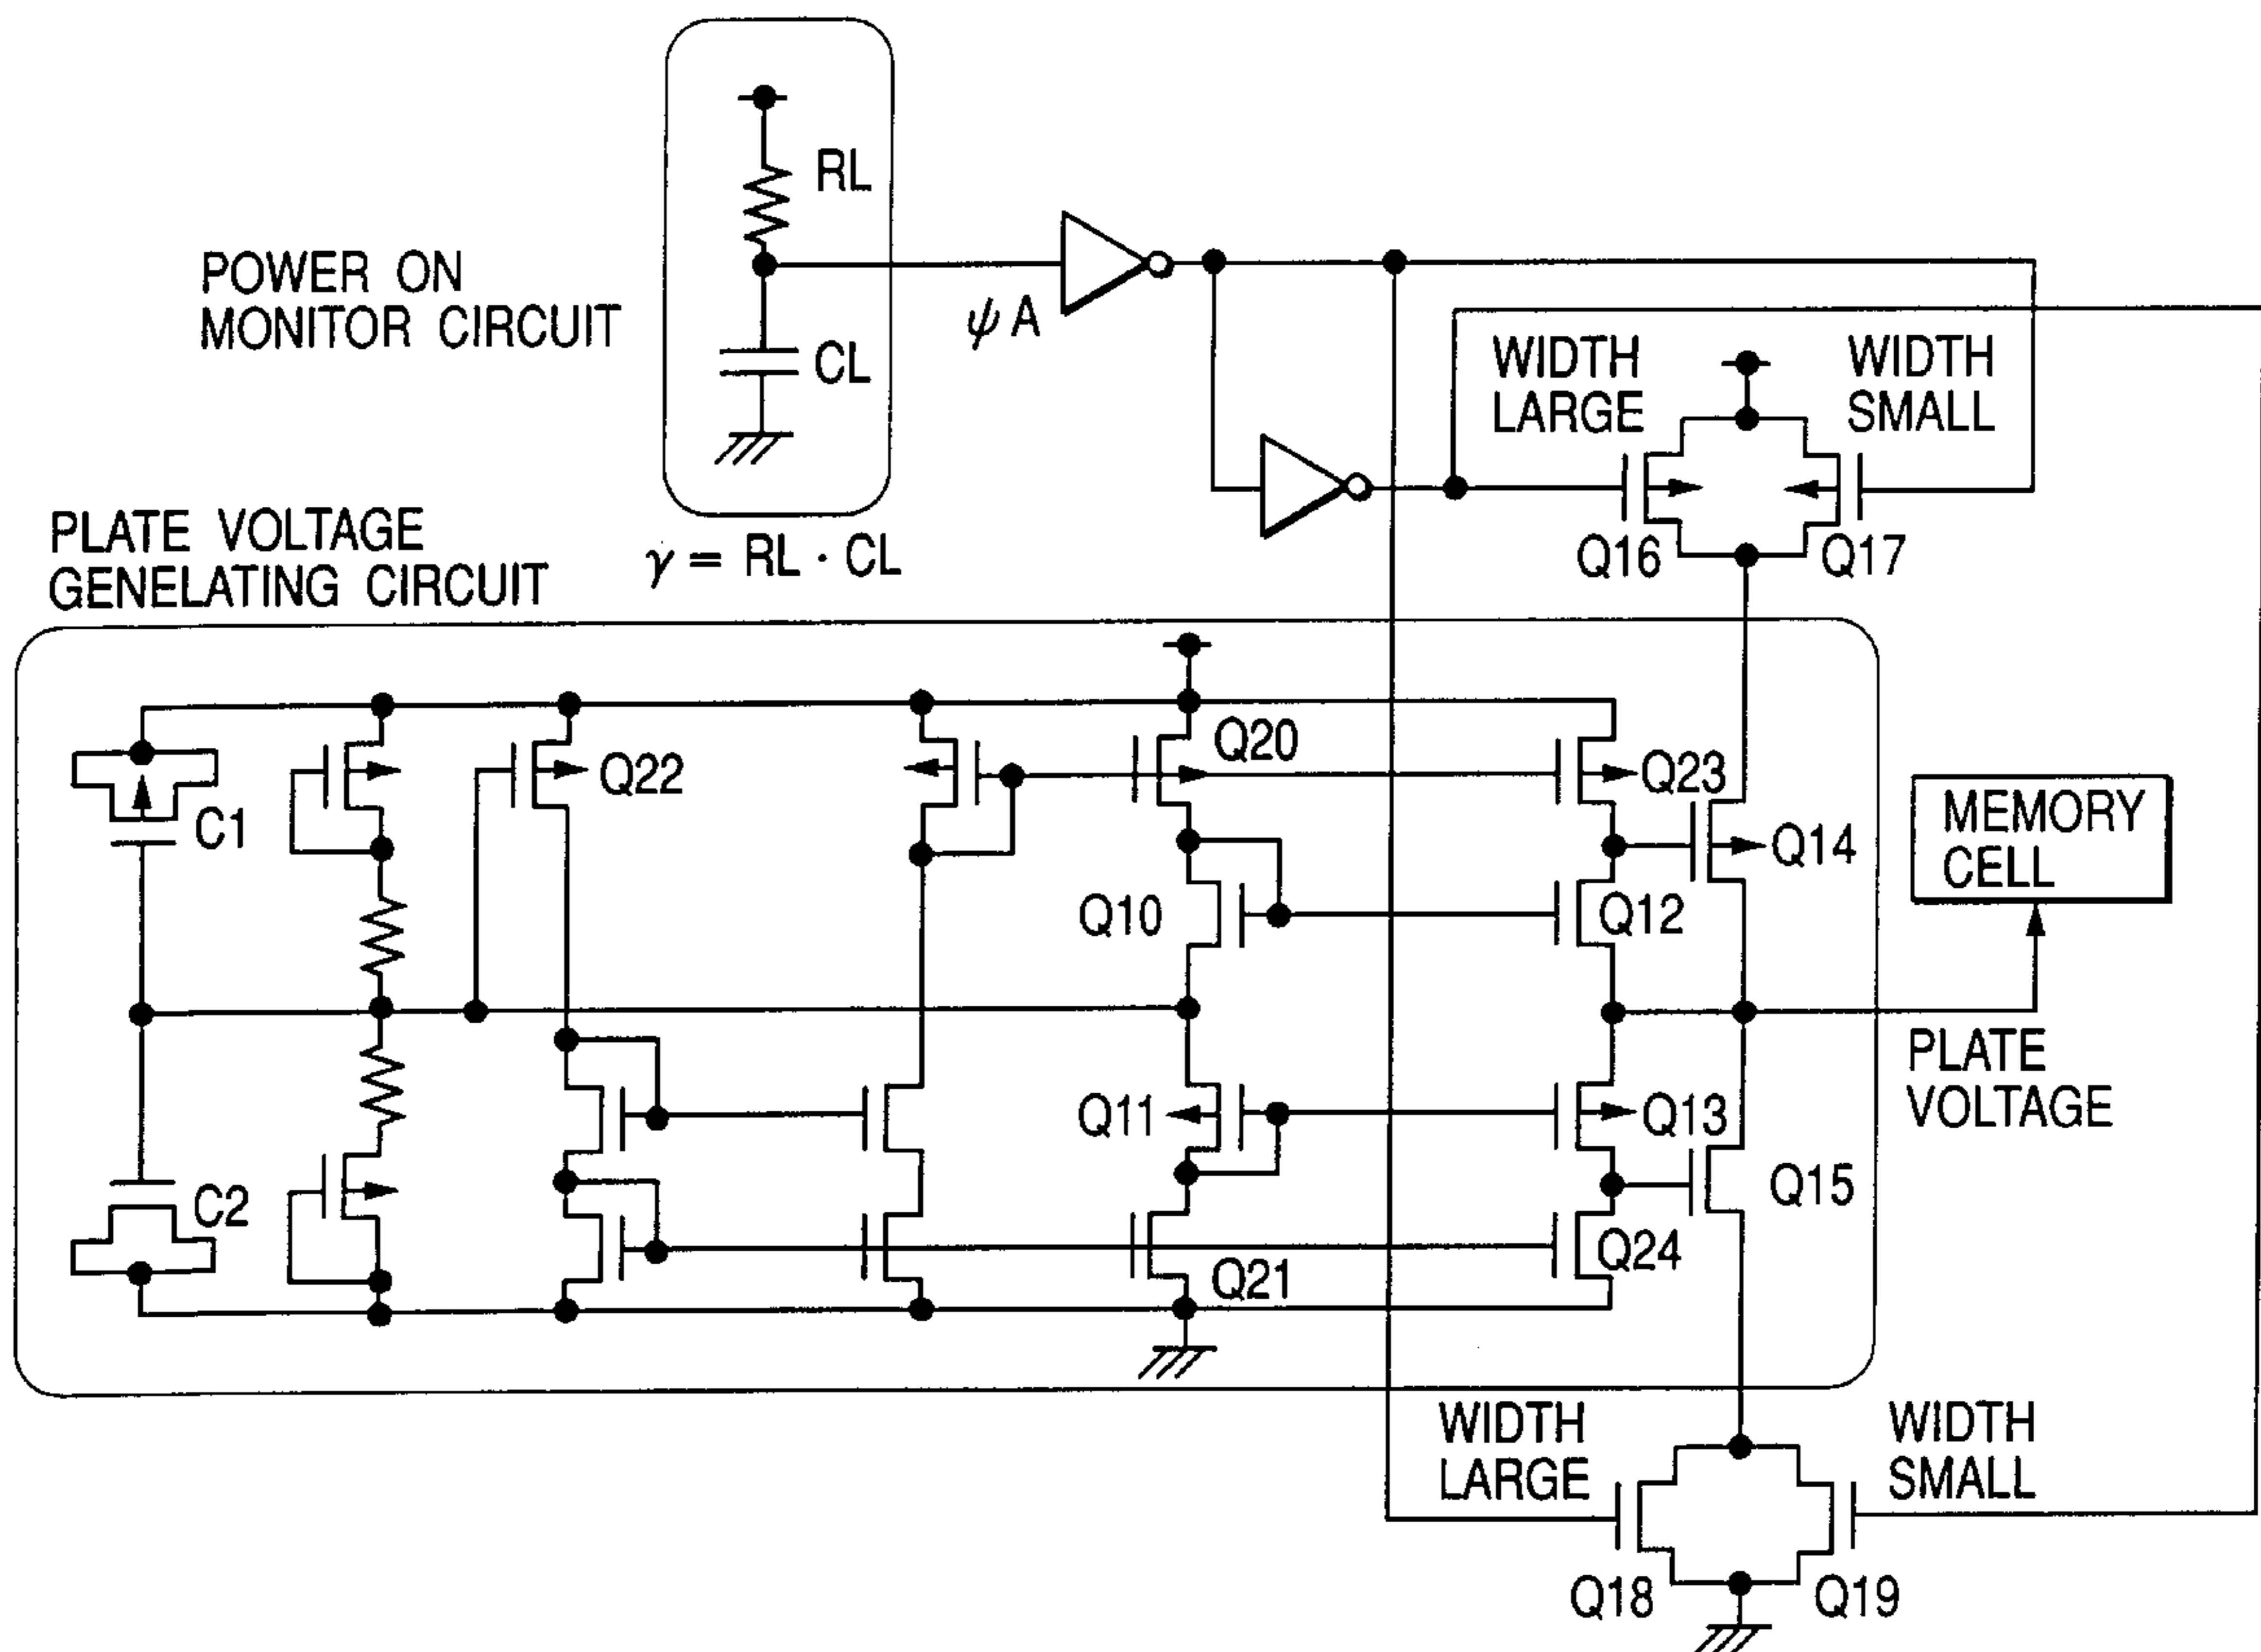 RL
POWER ON
MONITOR CIRCUIT
ψA
CL
WIDTH
LARGE
WIDTH
SMALL
Q16
Q17
γ = RL · CL
PLATE VOLTAGE
GENELATING CIRCUIT
Q20
Q22
Q23
C1
Q14
MEMORY
CELL
Q10
Q12
PLATE
VOLTAGE
Q11
Q13
C2
Q15
Q21
Q24
WIDTH
LARGE
WIDTH
SMALL
Q18
Q19